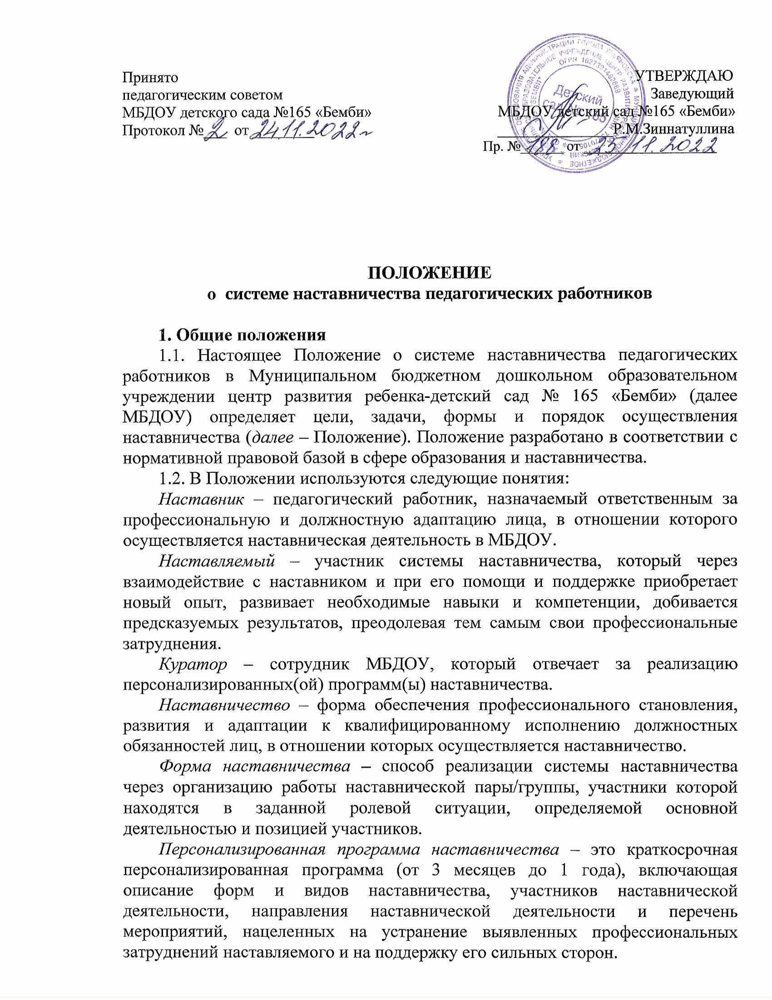 Принято
педагогическим советом
МБДОУ детского сада №165 «Бемби»
Протокол № 2 от 24.11.2022 г
УТВЕРЖДАЮ
Заведующий
МБДОУ детский сад №165 «Бемби»
Р.М.Зиннатуллина
Пр. № 188 от 25 11. 2022
Детский
сад № 165
ПОЛОЖЕНИЕ
о системе наставничества педагогических работников
1. Общие положения
1.1. Настоящее Положение о системе наставничества педагогических
работников в Муниципальном бюджетном дошкольном образовательном
учреждении центр развития ребенка-детский сад № 165 «Бемби» (далее
МБДОУ) определяет цели, задачи, формы и порядок осуществления
наставничества (далее – Положение). Положение разработано в соответствии с
нормативной правовой базой в сфере образования и наставничества.
1.2. В Положении используются следующие понятия:
Наставник – педагогический работник, назначаемый ответственным за
профессиональную и должностную адаптацию лица, в отношении которого
осуществляется наставническая деятельность в МБДОУ.
Наставляемый – участник системы наставничества, который через
взаимодействие с наставником и при его помощи и поддержке приобретает
новый опыт, развивает необходимые навыки и компетенции, добивается
предсказуемых результатов, преодолевая тем самым свои профессиональные
затруднения.
Куратор – сотрудник МБДОУ, который отвечает за реализацию
персонализированных(ой) программ(ы) наставничества.
Наставничество – форма обеспечения профессионального становления,
развития и адаптации к квалифицированному исполнению должностных
обязанностей лиц, в отношении которых осуществляется наставничество.
Форма наставничества – способ реализации системы наставничества
через организацию работы наставнической пары/группы, участники которой
находятся в заданной ролевой ситуации, определяемой основной
деятельностью и позицией участников.
Персонализированная программа наставничества – это краткосрочная
персонализированная программа (от 3 месяцев до 1 года), включающая
описание форм и видов наставничества, участников наставнической
деятельности, направления наставнической деятельности и перечень
мероприятий, нацеленных на устранение выявленных профессиональных
затруднений наставляемого и на поддержку его сильных сторон.